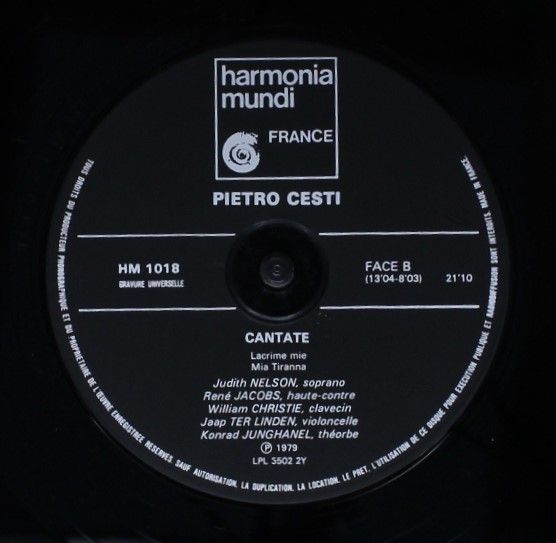 harmonia
mundi
FRANCE
PIETRO CESTI
HM 1018
GRAVURE UNIVERSELLE
FACE B
(13'04-8'03)
21'10
CANTATE
Lacrime mie
Mia Tiranna
Judith NELSON, soprano
René JACOBS, haute-contre
William CHRISTIE, clavecin
Jaap TER LINDEN, violoncelle
Konrad JUNGHANEL, théorbe
Ⓟ 1979
LPL 3502 2Y
TOUS DROITS DU PRODUCTEUR PHONOGRAPHIQUE ET DU PROPRIETAIRE DE L'ŒUVRE ENREGISTREE RESERVES. SAUF AUTORISATION, LA DUPLICATION, LA LOCATION, LE PRET, L'UTILISATION DE CE DISQUE POUR EXECUTION PUBLIQUE ET RADIODIFFUSION SONT INTERDITS. MADE IN FRANCE.